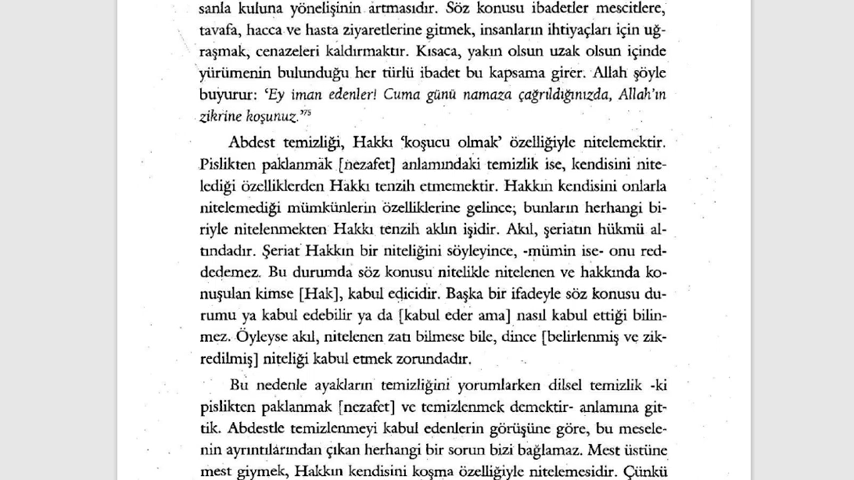 sanla kuluna yönelişinin artmasıdır. Söz konusu ibadetler mescitlere,
tavafa, hacca ve hasta ziyaretlerine gitmek, insanların ihtiyaçları için uğ-
raşmak, cenazeleri kaldırmaktır. Kısaca, yakın olsun uzak olsun içinde
yürümenin bulunduğu her türlü ibadet bu kapsama girer. Allah şöyle
buyurur: 'Ey iman edenler! Cuma günü namaza çağrıldığınızda, Allah'ın
zikrine koşunuz.'75
Abdest temizliği, Hakkı 'koşucu olmak' özelliğiyle nitelemektir.
Pislikten paklanmak [nezafet] anlamındaki temizlik ise, kendisini nite-
lediği özelliklerden Hakkı tenzih etmemektir. Hakkın kendisini onlarla
nitelemediği mümkünlerin özelliklerine gelince; bunların herhangi bi-
riyle nitelenmekten Hakkı tenzih aklın işidir. Akıl, şeriatın hükmü al-
tındadır. Şeriat Hakkın bir niteliğini söyleyince, -mümin ise- onu red-
dedemez. Bu durumda söz konusu nitelikle nitelenen ve hakkında ko-
nuşulan kimse [Hak], kabul edicidir. Başka bir ifadeyle söz konusu du-
rumu ya kabul edebilir ya da [kabul eder ama] nasıl kabul ettiği bilin-
mez. Öyleyse akıl, nitelenen zatı bilmese bile, dince [belirlenmiş ve zik-
redilmiş] niteliği kabul etmek zorundadır.
Bu nedenle ayakların temizliğini yorumlarken dilsel temizlik -ki
pislikten paklanmak [nezafet] ve temizlenmek demektir- anlamına git-
tik. Abdestle temizlenmeyi kabul edenlerin görüşüne göre, bu mesele-
nin ayrıntılarından çıkan herhangi bir sorun bizi bağlamaz. Mest üstüne
mest giymek, Hakkın kendisini koşma özelliğiyle nitelemesidir. Çünkü